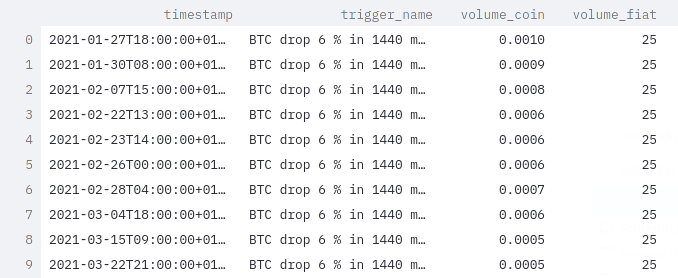 timestamp trigger_name volume_coin volume_fiat
0 2021-01-27T18:00:00+01… BTC drop 6 % in 1440 m… 0.0010 25
1 2021-01-30T08:00:00+01… BTC drop 6 % in 1440 m… 0.0009 25
2 2021-02-07T15:00:00+01… BTC drop 6 % in 1440 m… 0.0008 25
3 2021-02-22T13:00:00+01… BTC drop 6 % in 1440 m… 0.0006 25
4 2021-02-23T14:00:00+01… BTC drop 6 % in 1440 m… 0.0006 25
5 2021-02-26T00:00:00+01… BTC drop 6 % in 1440 m… 0.0006 25
6 2021-02-28T04:00:00+01… BTC drop 6 % in 1440 m… 0.0007 25
7 2021-03-04T18:00:00+01… BTC drop 6 % in 1440 m… 0.0006 25
8 2021-03-15T09:00:00+01… BTC drop 6 % in 1440 m… 0.0005 25
9 2021-03-22T21:00:00+01… BTC drop 6 % in 1440 m… 0.0005 25